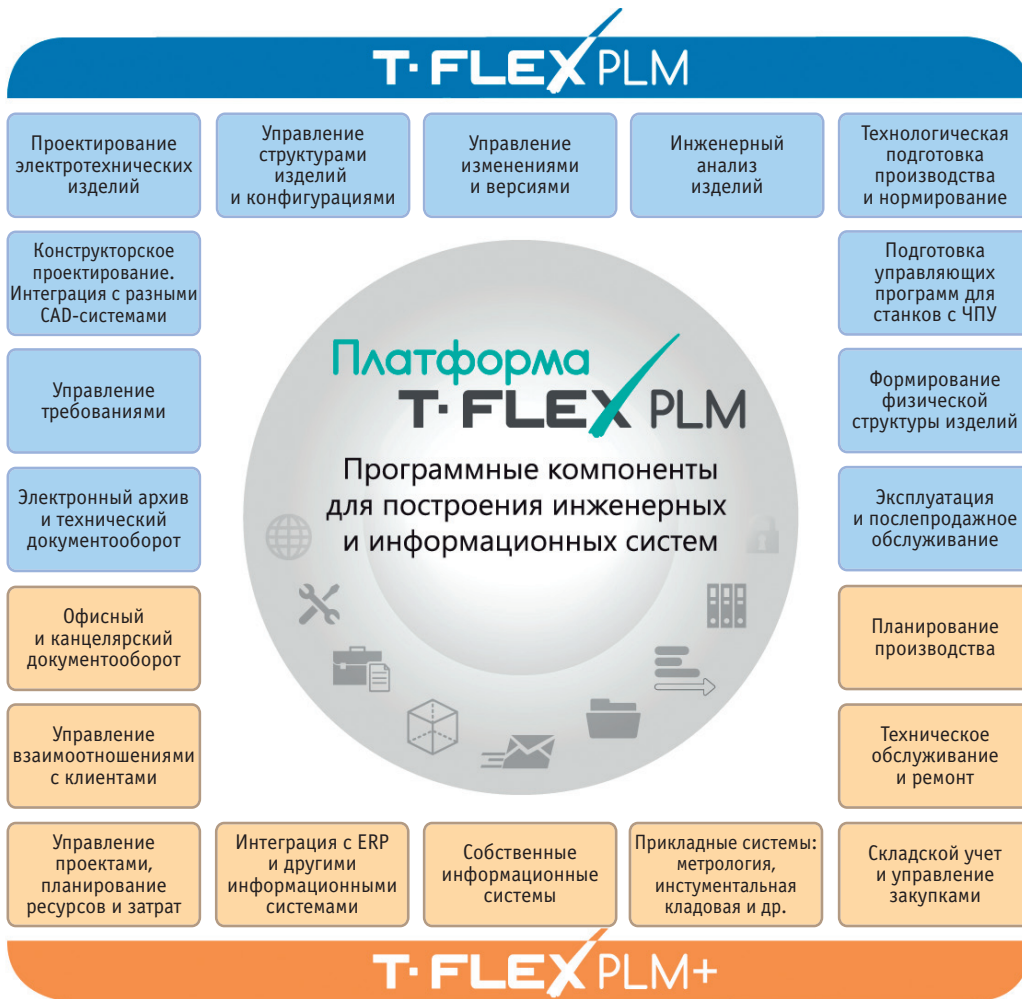 T-FLEX PLM
Проектирование
электротехнических
изделий
Управление
структурами
изделий
и конфигурациями
Управление
изменениями
и версиями
Инженерный
анализ
изделий
Технологическая
подготовка
производства
и нормирование
Конструкторское
проектирование.
Интеграция с разными
CAD-системами
Подготовка
управляющих
программ для
станков с ЧПУ
Управление
требованиями
Формирование
физической
структуры изделий
Электронный архив
и технический
документооборот
Эксплуатация
и послепродажное
обслуживание
Платформа
T-FLEX PLM
Программные компоненты
для построения инженерных
и информационных систем
Офисный
и канцелярский
документооборот
Планирование
производства
Управление
взаимоотношениями
с клиентами
Техническое
обслуживание
и ремонт
Управление
проектами,
планирование
ресурсов и затрат
Интеграция с ERP
и другими
информационными
системами
Собственные
информационные
системы
Прикладные системы:
метрология,
инстументальная
кладовая и др.
Складской учет
и управление
закупками
T-FLEX PLM+